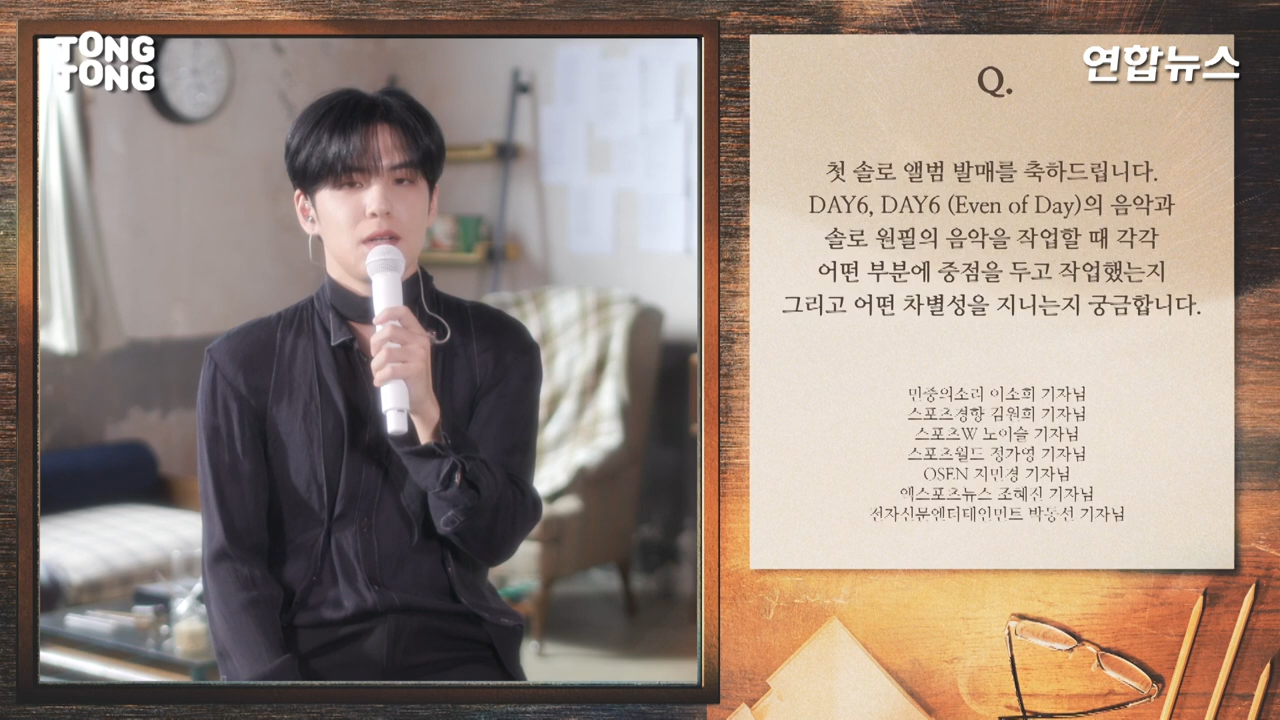 TONG
TONG
연합뉴스
Q.
첫 솔로 앨범 발매를 축하드립니다.
DAY6, DAY6 (Even of Day)의 음악과
솔로 원필의 음악을 작업할 때 각각
어떤 부분에 중점을 두고 작업했는지
그리고 어떤 차별성을 지니는지 궁금합니다.
민중의소리 이소희 기자님
스포츠경향 김원희 기자님
스포츠W 노이슬 기자님
스포츠월드 정가영 기자님
OSEN 지민경 기자님
엑스포츠뉴스 조혜진 기자님
전자신문엔터테인먼트 박동선 기자님